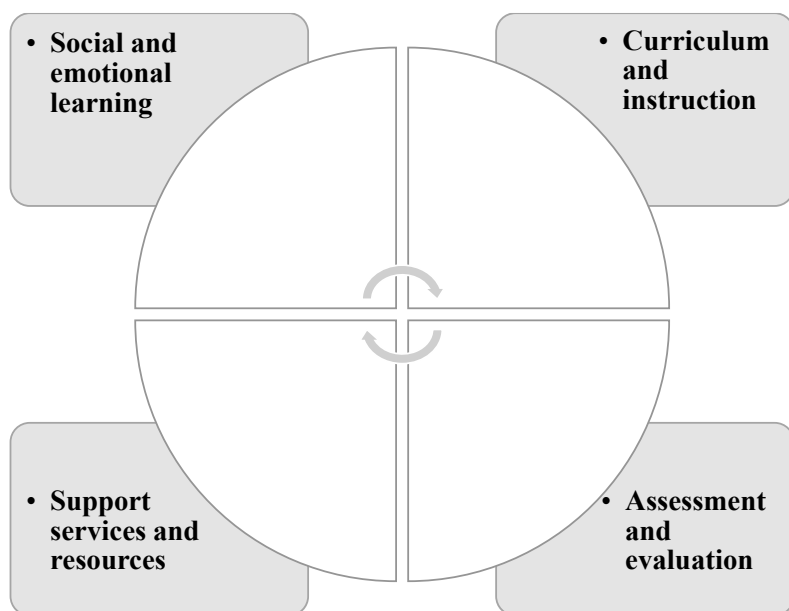 • Social and
emotional
learning
• Curriculum
and
instruction
• Support
services and
resources
• Assessment
and
evaluation